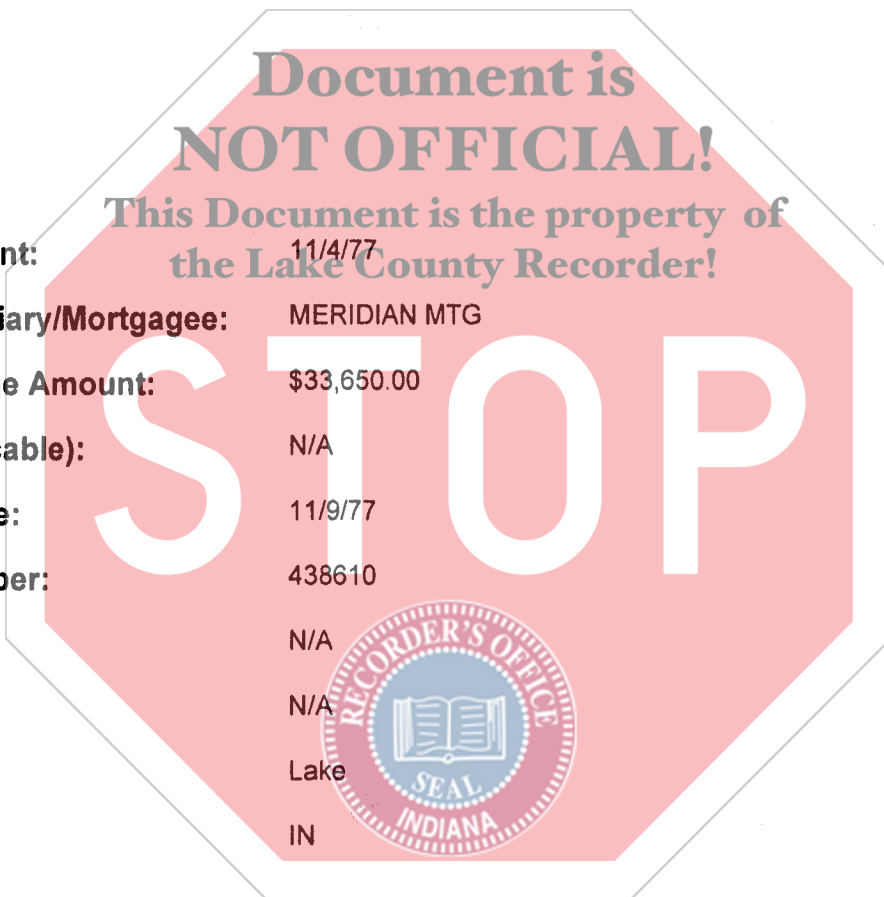 Document is
NOT OFFICIAL!
This Document is the property of
nt: 11/4/77
the Lake County Recorder!
iary/Mortgagee: MERIDIAN MTG
e Amount: $33,650.00
cable): N/A
e: 11/9/77
ber: 438610
N/A
N/A
Lake
IN
STOP
RECORDER'S OFFICE
SEAL
INDIANA